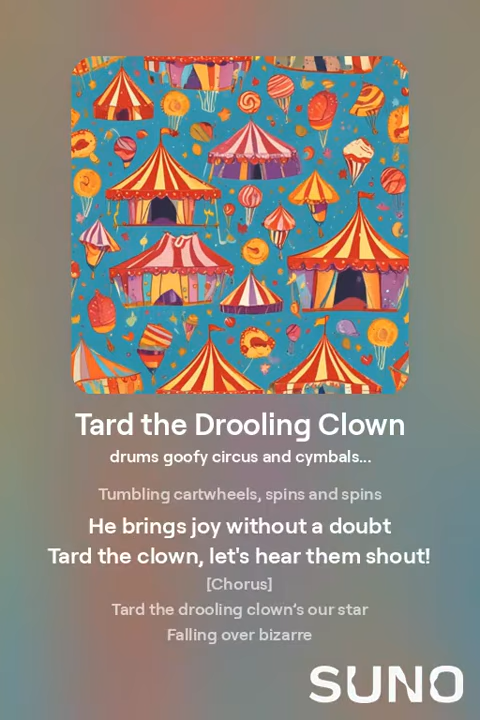 Tard the Drooling Clown
drums goofy circus and cymbals...
Tumbling cartwheels, spins and spins
He brings joy without a doubt
Tard the clown, let's hear them shout!
[Chorus]
Tard the drooling clown's our star
Falling over bizarre
SUNO